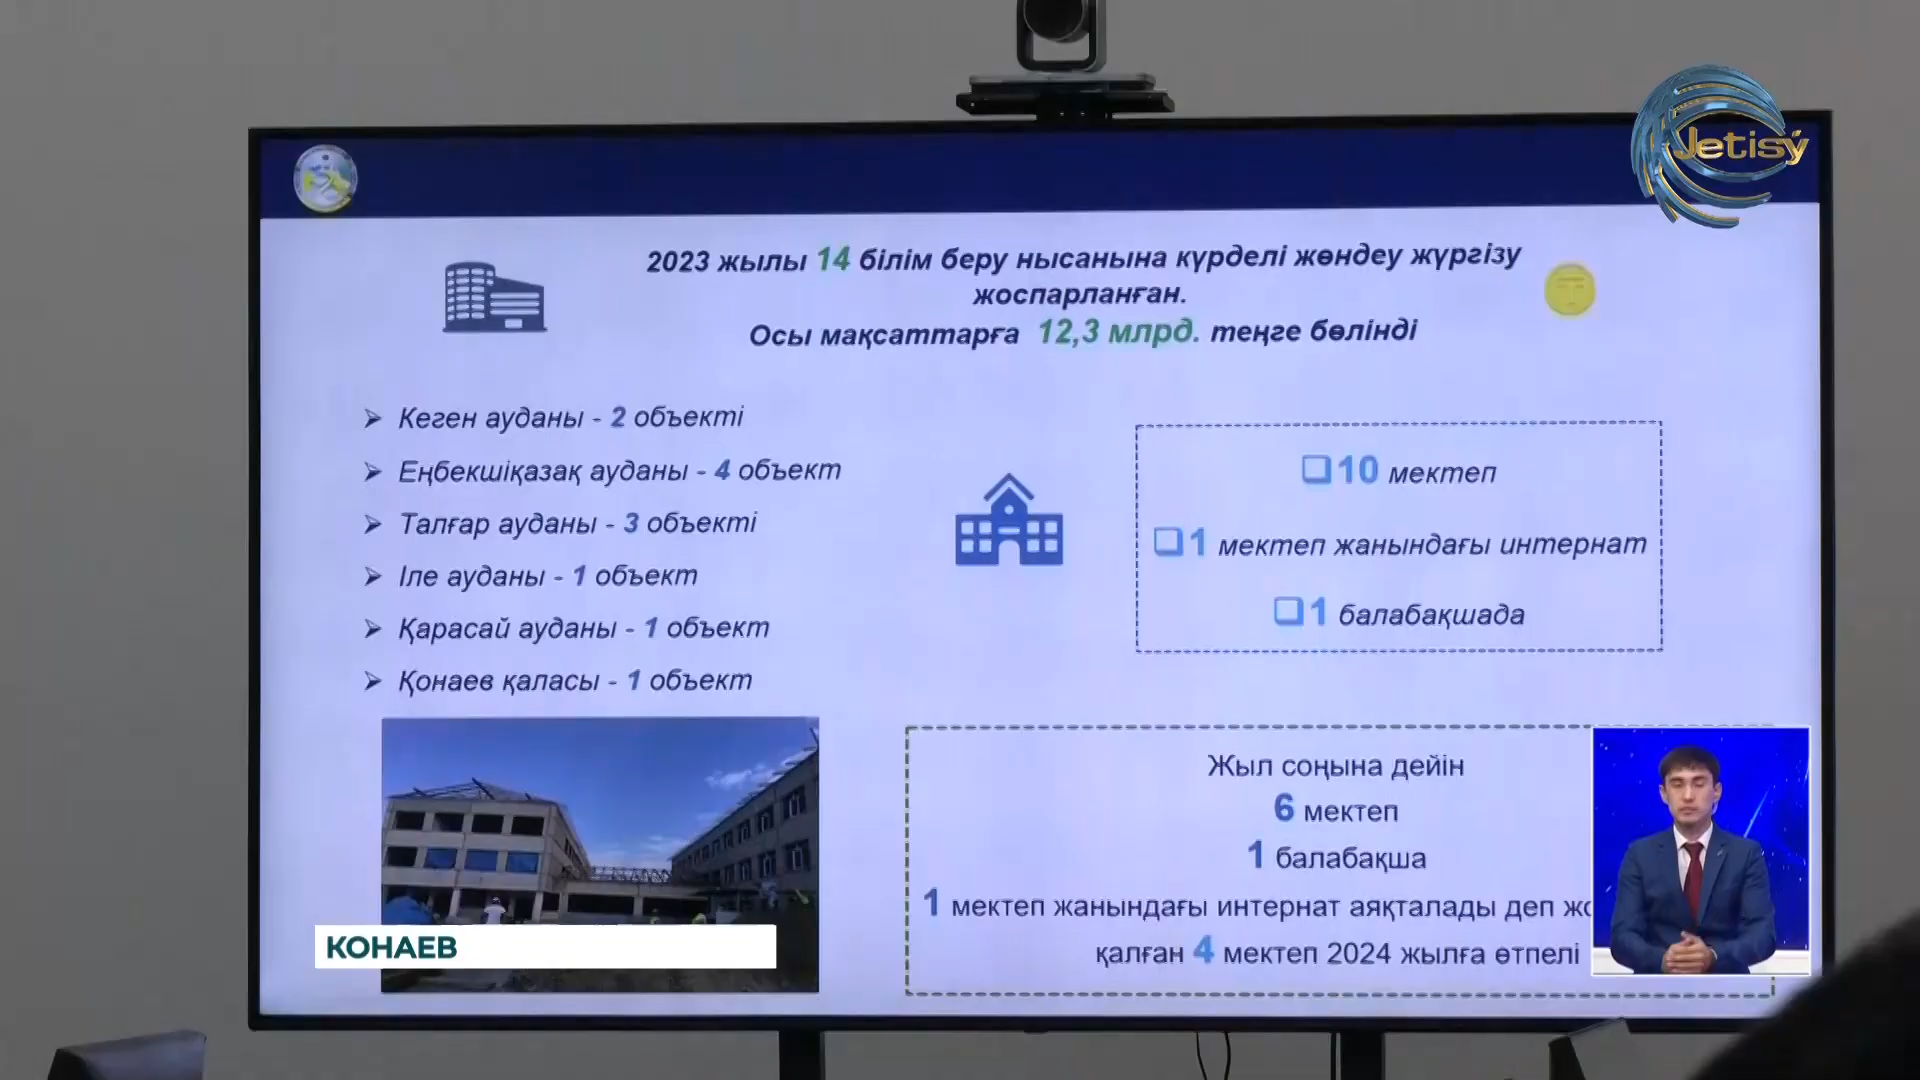 Jetisý
2023 жылы 14 білім беру нысанына күрделі жөндеу жүргізу
жоспарланған.
Осы мақсаттарға 12,3 млрд. теңге бөлінді
Кеген ауданы - 2 объекті
Еңбекшіқазақ ауданы - 4 объект
Талғар ауданы - 3 объекті
Іле ауданы - 1 объект
Қарасай ауданы - 1 объект
Қонаев қаласы - 1 объект
10 мектеп
1 мектеп жанындағы интернат
1 балабақшада
Жыл соңына дейін
6 мектеп
1 балабақша
1 мектеп жанындағы интернат аяқталады деп
қалған 4 мектеп 2024 жылға өтпелі
КОНАЕВ